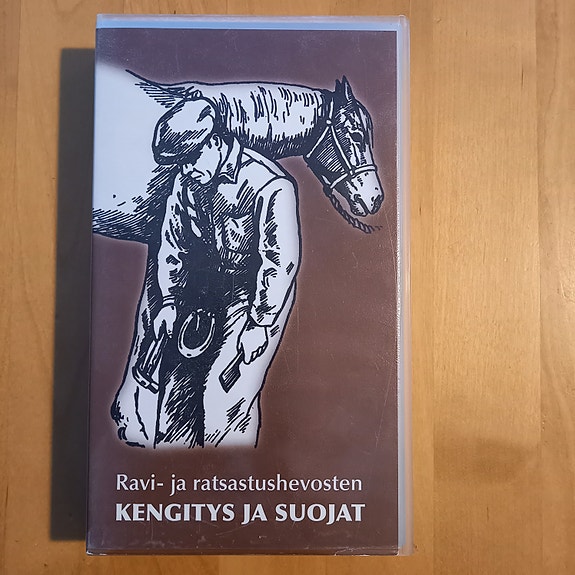 Ravi- ja ratsastushevosten
KENGITYS JA SUOJAT